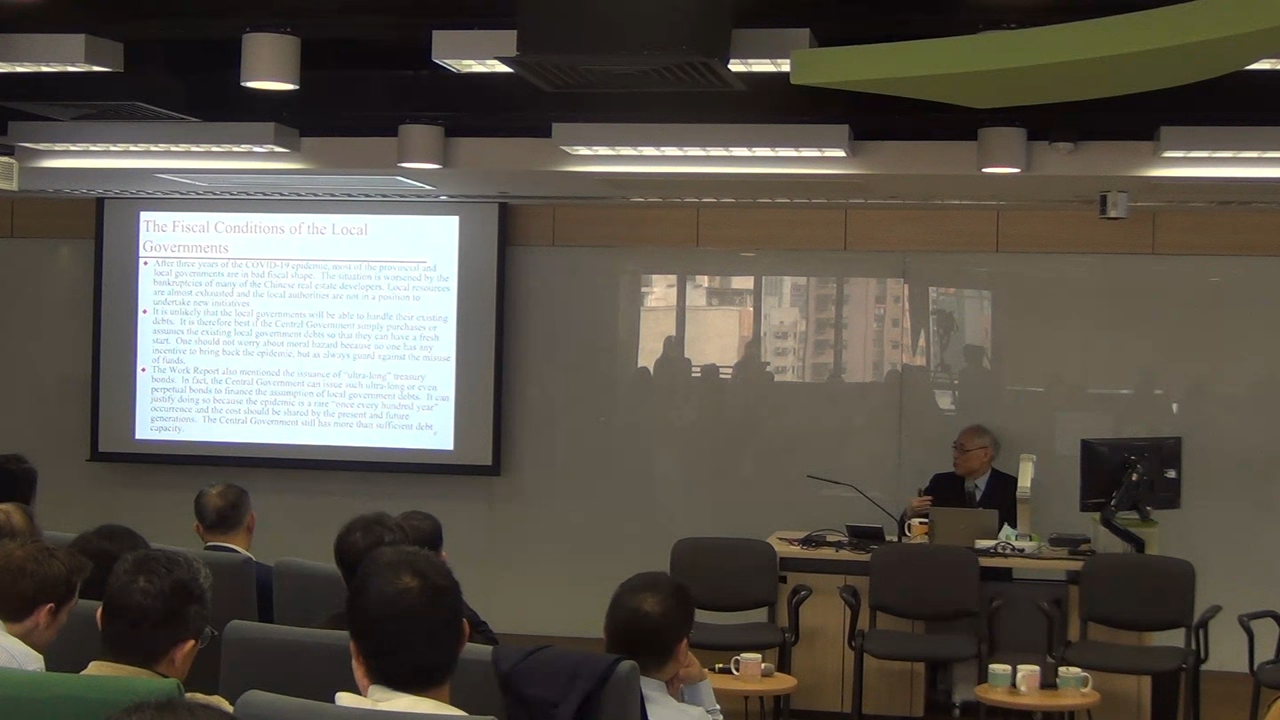 The Fiscal Conditions of the Local
Governments
After three years of the COVID-19 epidemic, most of the provincial and
local governments are in bad fiscal shape. The situation is worsened by the
bankruptcies of many of the Chinese real estate developers. Local resources
are almost exhausted and the local authorities are not in a position to
undertake new initiatives
It is unlikely that the local governments will be able to handle their existing
debts. It is therefore best if the Central Government simply purchases or
assumes the existing local government debts so that they can have a fresh
start. One should not worry about moral hazard because no one has any
incentive to bring back the epidemic, but as always guard against the misuse
of funds.
The Work Report also mentioned the issuance of "ultra-long" treasury
bonds. In fact, the Central Government can issue such ultra-long or even
perpetual bonds to finance the assumption of local government debts. It can
justify doing so because the epidemic is a rare "once every hundred year"
occurrence and the cost should be shared by the present and future
generations. The Central Government still has more than sufficient debt
capacity.